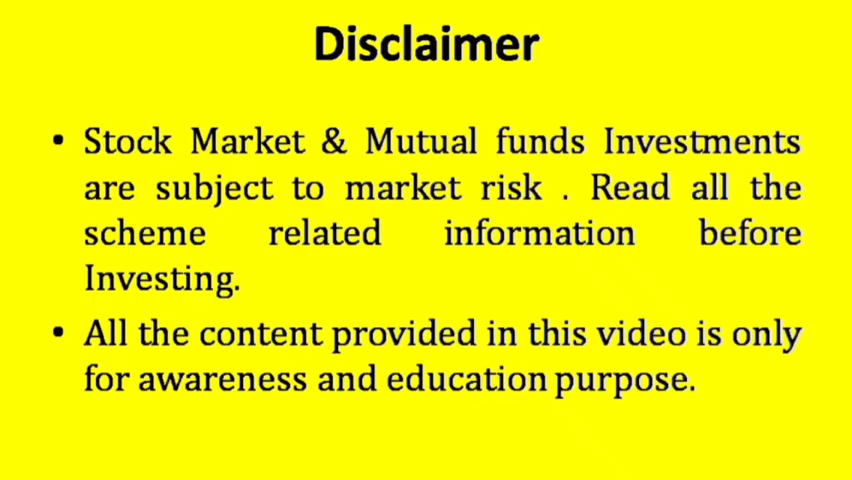 Disclaimer
• Stock Market & Mutual funds Investments
are subject to market risk . Read all the
scheme related information before
Investing.
• All the content provided in this video is only
for awareness and education purpose.